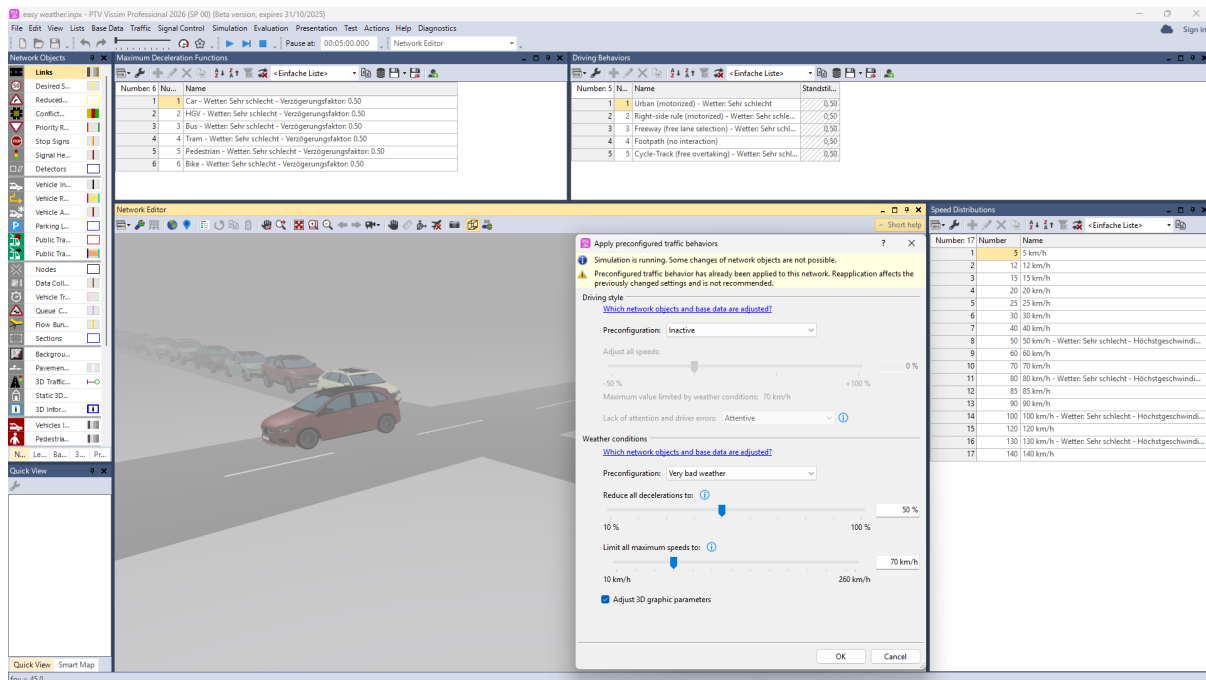 easy weather.inpx - PTV Vissim Professional 2026 (SP 00) (Beta version, expires 31/10/2025)
File Edit View Lists Base Data Traffic Signal Control Simulation Evaluation Presentation Test Actions Help Diagnostics
Sign in
Pause at: 00:05:00.000 Network Editor
Network Objects
Links
Desired S...
Reduced...
Conflict...
Priority R...
Stop Signs
Signal He...
Detectors
Vehicle In...
Vehicle R...
Vehicle A...
Parking L...
Public Tra...
Public Tra...
Nodes
Data Coll...
Vehicle Tr...
Queue C...
Flow Bun...
Sections
Backgrou...
Pavemen...
3D Traffic...
Static 3D...
3D Infor...
Vehicles I...
Pedestria...
N... Le... Ba... 3... Pr...
Quick View
Quick View Smart Map
Maximum Deceleration Functions
<Einfache Liste>
Number: 6 Nu... Name
1 1 Car - Wetter: Sehr schlecht - Verzögerungsfaktor: 0.50
2 2 HGV - Wetter: Sehr schlecht - Verzögerungsfaktor: 0.50
3 3 Bus - Wetter: Sehr schlecht - Verzögerungsfaktor: 0.50
4 4 Tram - Wetter: Sehr schlecht - Verzögerungsfaktor: 0.50
5 5 Pedestrian - Wetter: Sehr schlecht - Verzögerungsfaktor: 0.50
6 6 Bike - Wetter: Sehr schlecht - Verzögerungsfaktor: 0.50
Driving Behaviors
<Einfache Liste>
Number: 5 N... Name Standstil...
1 1 Urban (motorized) - Wetter: Sehr schlecht 0,50
2 2 Right-side rule (motorized) - Wetter: Sehr schle... 0,50
3 3 Freeway (free lane selection) - Wetter: Sehr schl... 0,50
4 4 Footpath (no interaction) 0,50
5 5 Cycle-Track (free overtaking) - Wetter: Sehr schl... 0,50
Network Editor
Short help
Apply preconfigured traffic behaviors ?
Simulation is running. Some changes of network objects are not possible.
Preconfigured traffic behavior has already been applied to this network. Reapplication affects the
previously changed settings and is not recommended.
Driving style
Which network objects and base data are adjusted?
Preconfiguration: Inactive
Adjust all speeds:
0 %
-50 % +100 %
Maximum value limited by weather conditions: 70 km/h
Lack of attention and driver errors: Attentive
Weather conditions
Which network objects and base data are adjusted?
Preconfiguration: Very bad weather
Reduce all decelerations to:
50 %
10 % 100 %
Limit all maximum speeds to:
70 km/h
10 km/h 260 km/h
Adjust 3D graphic parameters
OK Cancel
Speed Distributions
<Einfache Liste>
Number: 17 Number Name
1 5 5 km/h
2 12 12 km/h
3 15 15 km/h
4 20 20 km/h
5 25 25 km/h
6 30 30 km/h
7 40 40 km/h
8 50 50 km/h - Wetter: Sehr schlecht - Höchstgeschwindi...
9 60 60 km/h
10 70 70 km/h
11 80 80 km/h - Wetter: Sehr schlecht - Höchstgeschwindi...
12 85 85 km/h
13 90 90 km/h
14 100 100 km/h - Wetter: Sehr schlecht - Höchstgeschwindi...
15 120 120 km/h
16 130 130 km/h - Wetter: Sehr schlecht - Höchstgeschwindi...
17 140 140 km/h